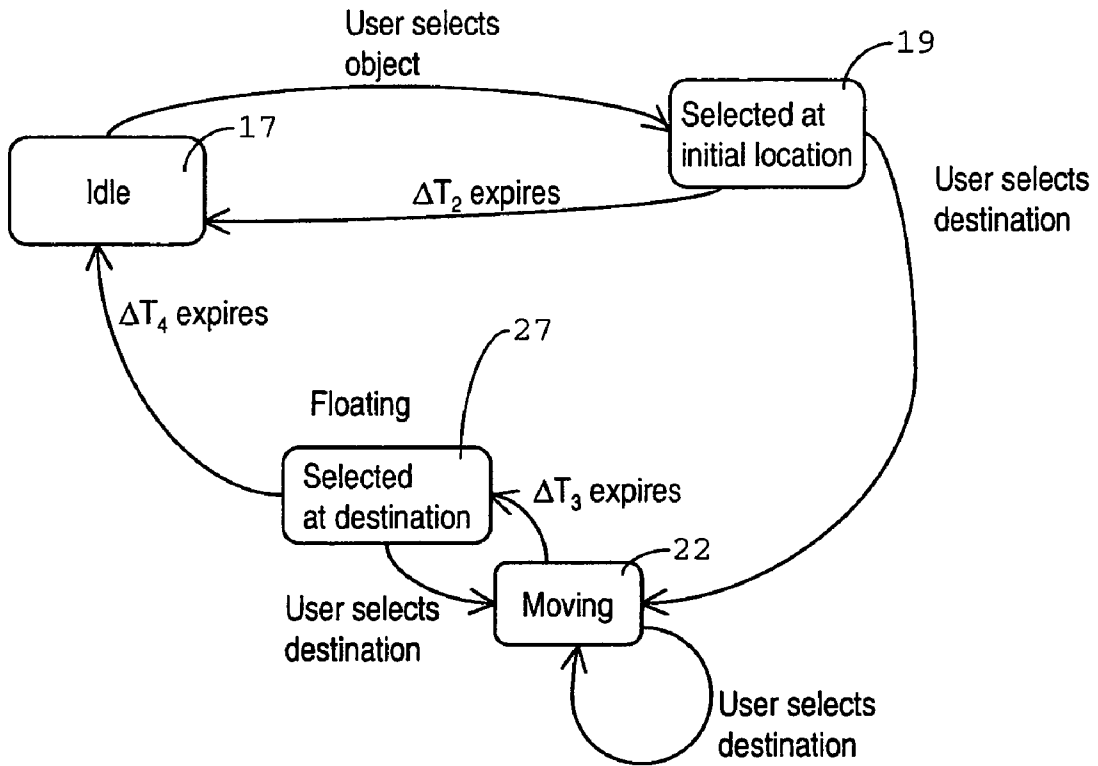 User selects
object
19
17
Selected at
initial location
Idle
User selects
destination
ΔT₂ expires
ΔT₄ expires
27
Floating
Selected
at destination
ΔT₃ expires
22
Moving
User selects
destination
User selects
destination